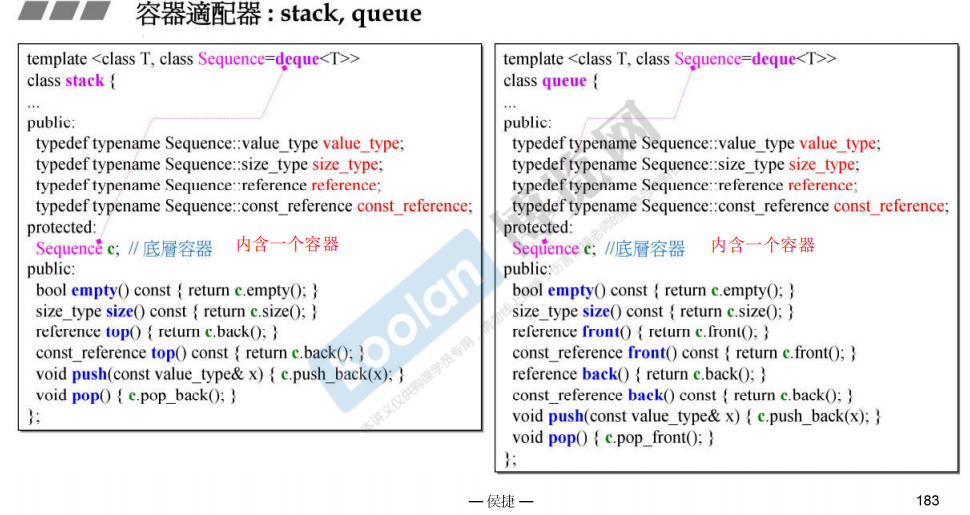 容器適配器 : stack, queue
template <class T, class Sequence=deque<T>>
class stack {
...
public:
typedef typename Sequence::value_type value_type;
typedef typename Sequence::size_type size_type;
typedef typename Sequence::reference reference;
typedef typename Sequence::const_reference const_reference;
protected:
Sequence c; // 底層容器 内含一个容器
public:
bool empty() const { return c.empty(); }
size_type size() const { return c.size(); }
reference top() { return c.back(); }
const_reference top() const { return c.back(); }
void push(const value_type& x) { c.push_back(x); }
void pop() { c.pop_back(); }
};
template <class T, class Sequence=deque<T>>
class queue {
...
public:
typedef typename Sequence::value_type value_type;
typedef typename Sequence::size_type size_type;
typedef typename Sequence::reference reference;
typedef typename Sequence::const_reference const_reference;
protected:
Sequence c; //底層容器 内含一个容器
public:
bool empty() const { return c.empty(); }
size_type size() const { return c.size(); }
reference front() { return c.front(); }
const_reference front() const { return c.front(); }
reference back() { return c.back(); }
const_reference back() const { return c.back(); }
void push(const value_type& x) { c.push_back(x); }
void pop() { c.pop_front(); }
};
Boolan 博览网
— 侯捷 —
183